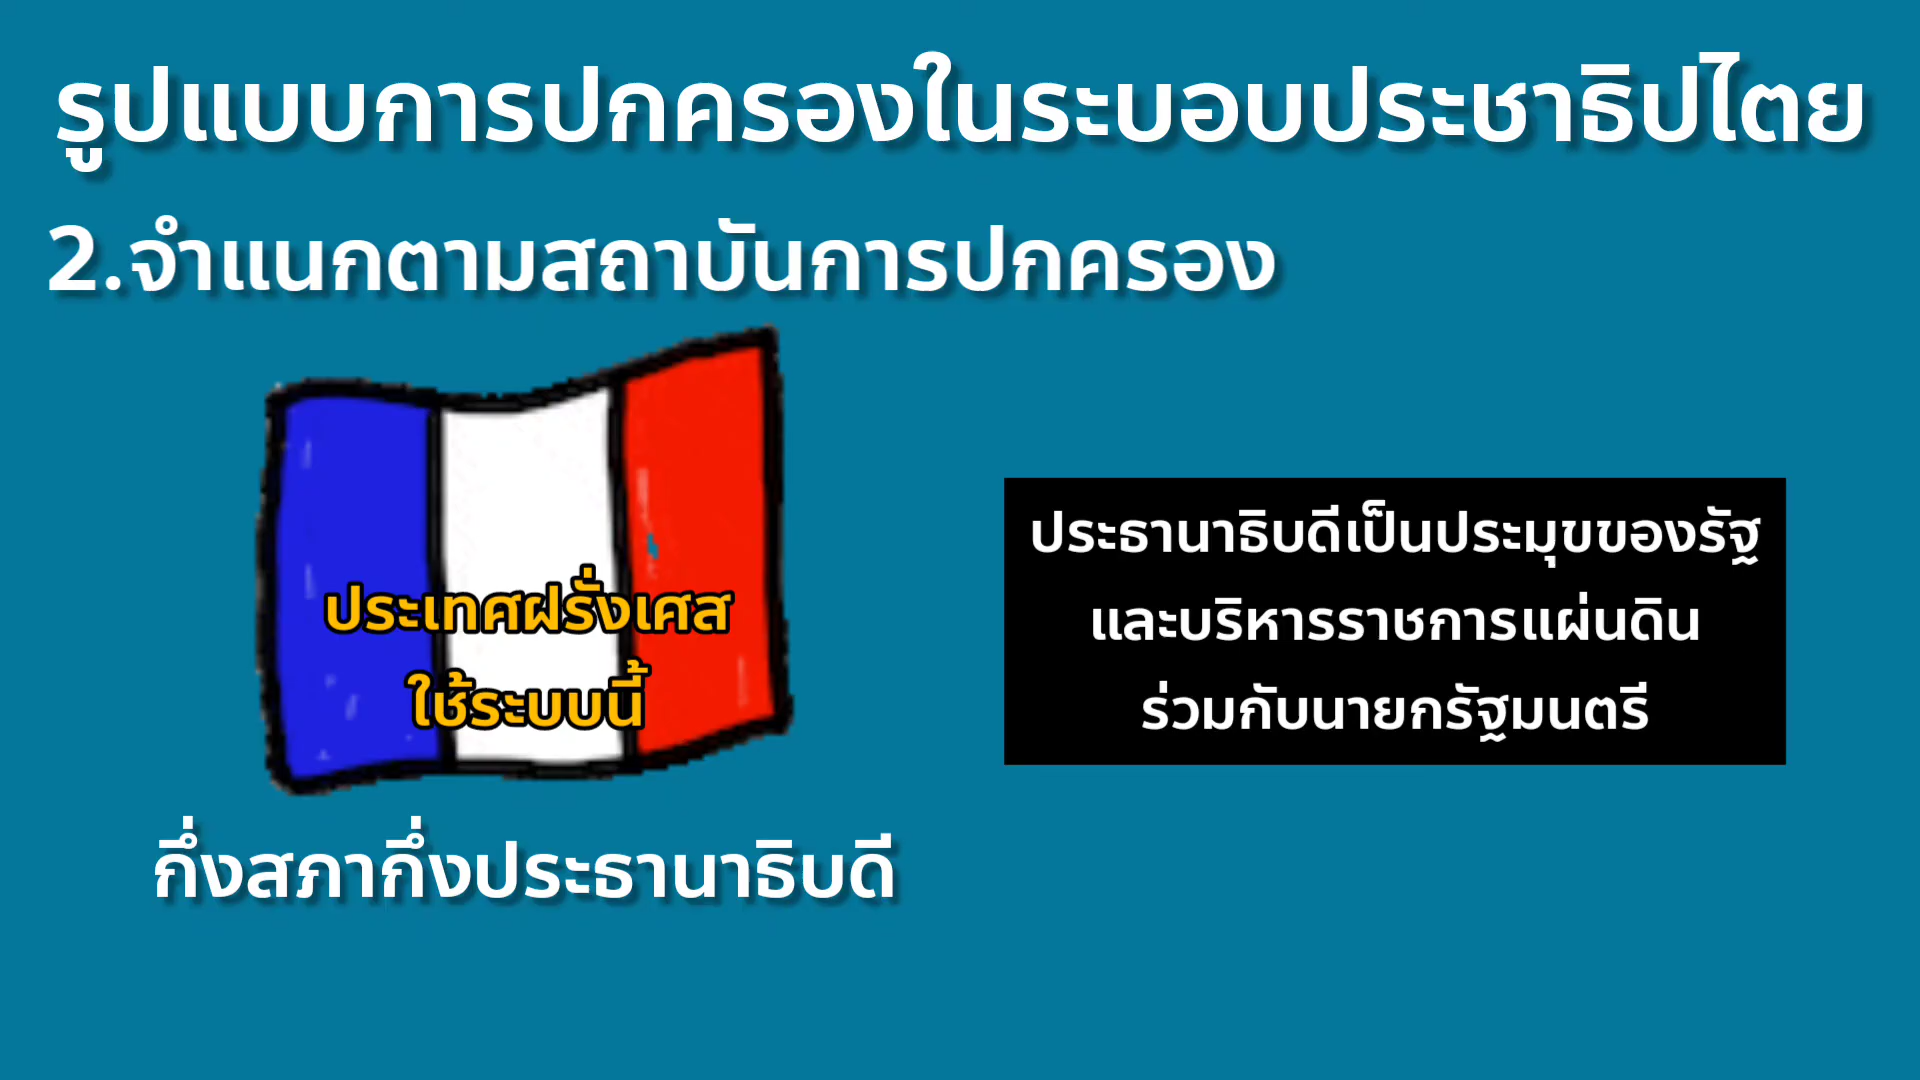 รูปแบบการปกครองในระบอบประชาธิปไตย
2.จำแนกตามสถาบันการปกครอง
ประเทศฝรั่งเศส
ใช้ระบบนี้
กึ่งสภากึ่งประธานาธิบดี
ประธานาธิบดีเป็นประมุขของรัฐ
และบริหารราชการแผ่นดิน
ร่วมกับนายกรัฐมนตรี